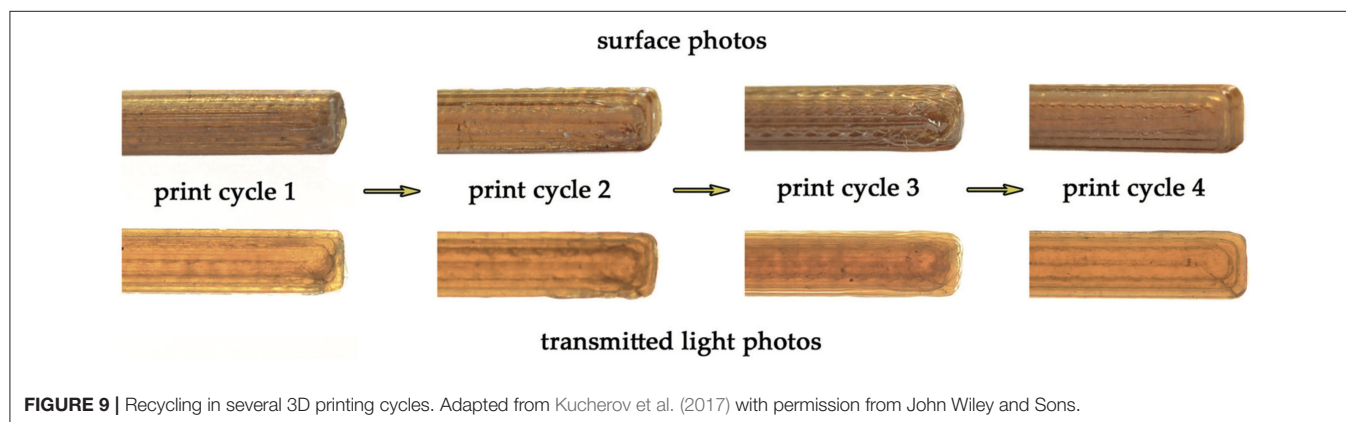 surface photos
print cycle 1
print cycle 2
print cycle 3
print cycle 4
transmitted light photos
FIGURE 9 | Recycling in several 3D printing cycles. Adapted from Kucherov et al. (2017) with permission from John Wiley and Sons.